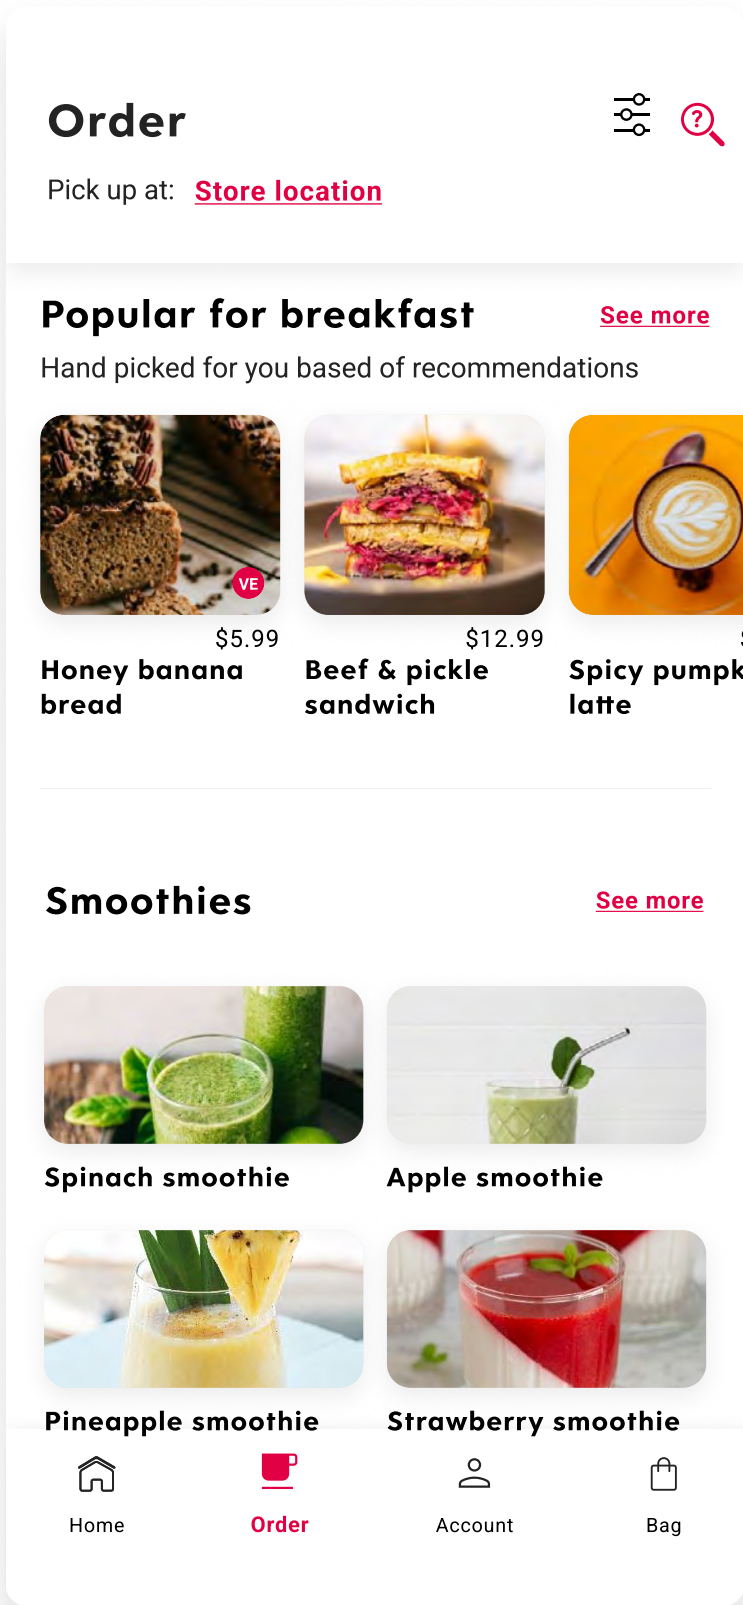 Order
Pick up at: Store location
Popular for breakfast See more
Hand picked for you based of recommendations
VE
$5.99 $12.99 $
Honey banana bread
Beef & pickle sandwich
Spicy pumpk latte
Smoothies See more
Spinach smoothie Apple smoothie
Pineapple smoothie Strawberry smoothie
Home Order Account Bag